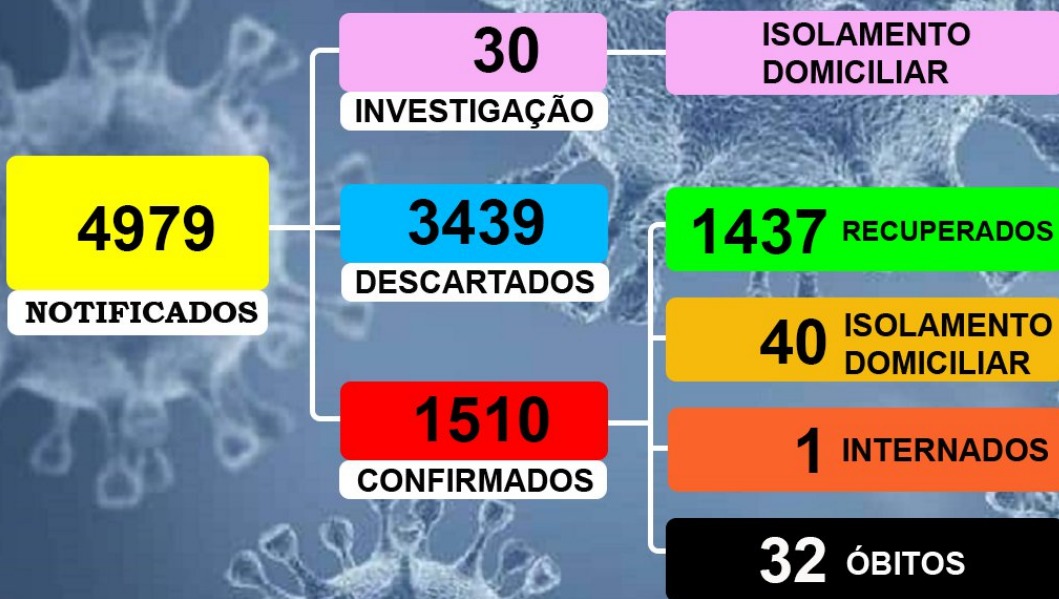 4979
NOTIFICADOS
30
INVESTIGAÇÃO
ISOLAMENTO
DOMICILIAR
3439
DESCARTADOS
1510
CONFIRMADOS
1437 RECUPERADOS
40 ISOLAMENTO
DOMICILIAR
1 INTERNADOS
32 ÓBITOS